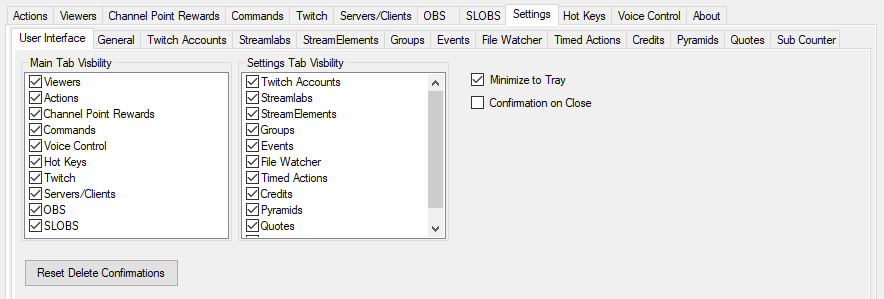 Actions Viewers Channel Point Rewards Commands Twitch Servers/Clients OBS SLOBS Settings Hot Keys Voice Control About
User Interface General Twitch Accounts Streamlabs StreamElements Groups Events File Watcher Timed Actions Credits Pyramids Quotes Sub Counter
Main Tab Visbility
Viewers
Actions
Channel Point Rewards
Commands
Voice Control
Hot Keys
Twitch
Servers/Clients
OBS
SLOBS
Settings Tab Visbility
Twitch Accounts
Streamlabs
StreamElements
Groups
Events
File Watcher
Timed Actions
Credits
Pyramids
Quotes
Minimize to Tray
Confirmation on Close
Reset Delete Confirmations